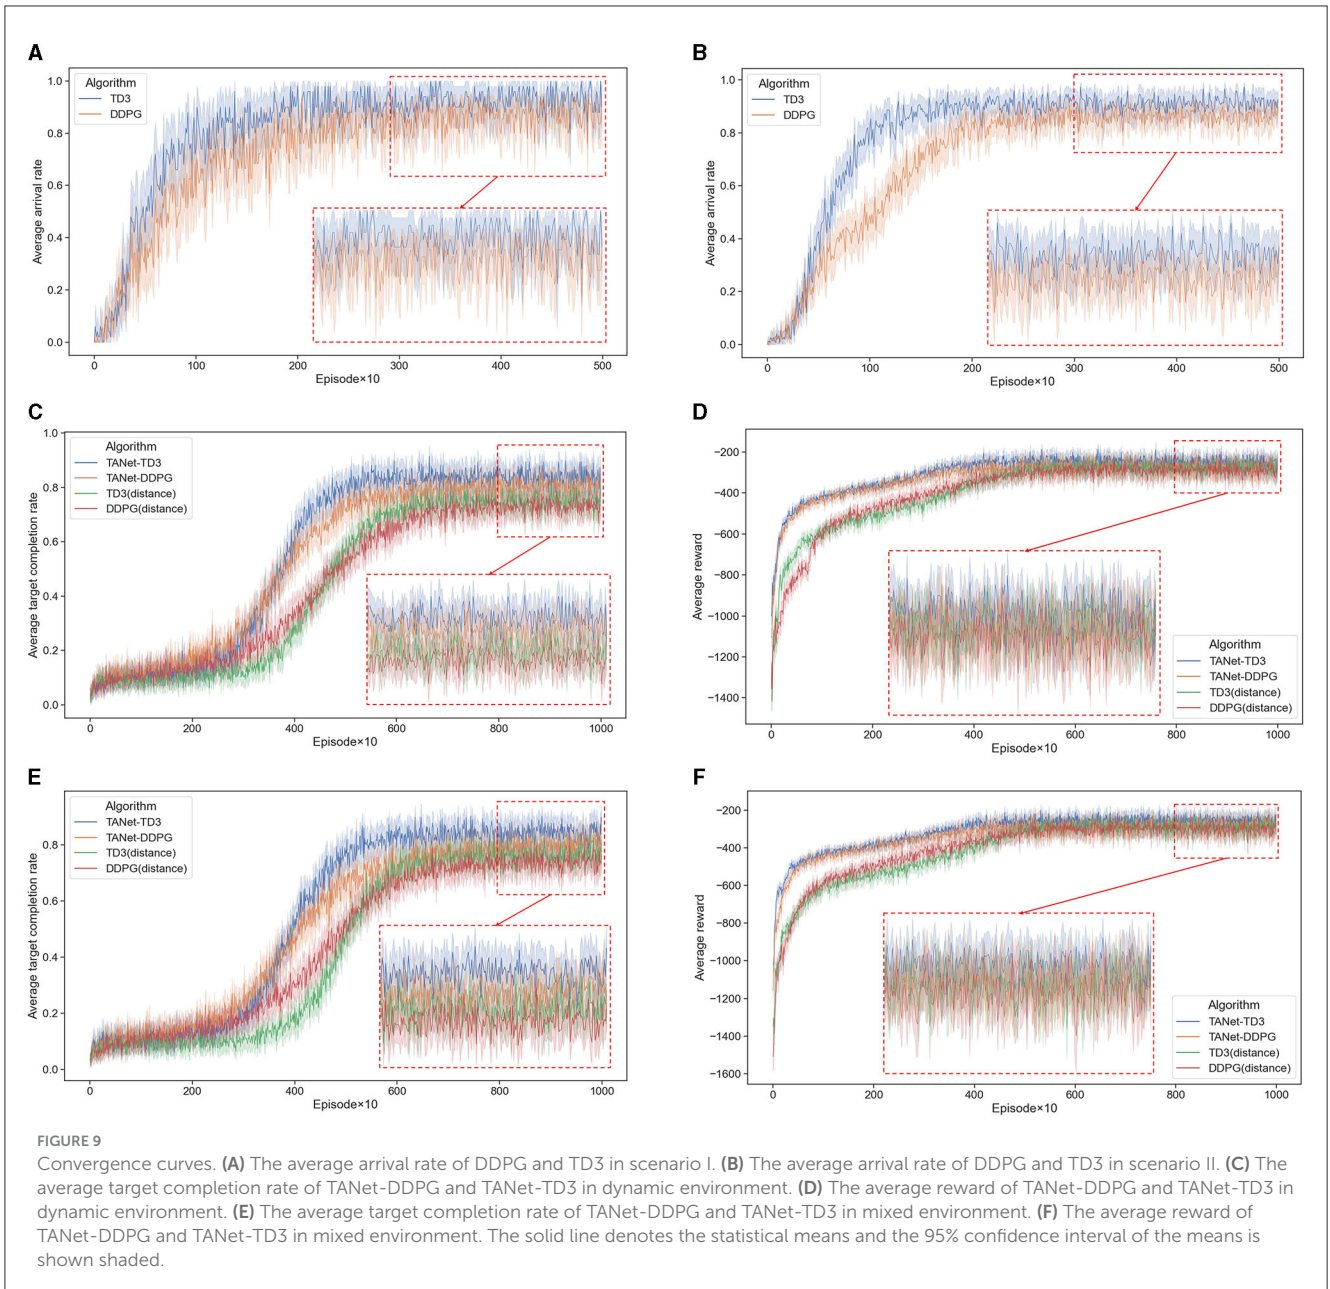 A
Algorithm
TD3
DDPG
1.0
0.8
0.6
0.4
0.2
0.0
Average arrival rate
0
100
200
300
400
500
Episode×10
B
Algorithm
TD3
DDPG
1.0
0.8
0.6
0.4
0.2
0.0
Average arrival rate
0
100
200
300
400
500
Episode×10
C
Algorithm
TANet-TD3
TANet-DDPG
TD3(distance)
DDPG(distance)
1.0
0.8
0.6
0.4
0.2
0.0
Average target completion rate
0
200
400
600
800
1000
Episode×10
D
−200
−400
−600
−800
−1000
−1200
−1400
Average reward
Algorithm
TANet-TD3
TANet-DDPG
TD3(distance)
DDPG(distance)
0
200
400
600
800
1000
Episode×10
E
Algorithm
TANet-TD3
TANet-DDPG
TD3(distance)
DDPG(distance)
0.8
0.6
0.4
0.2
0.0
Average target completion rate
0
200
400
600
800
1000
Episode×10
F
−200
−400
−600
−800
−1000
−1200
−1400
−1600
Average reward
Algorithm
TANet-TD3
TANet-DDPG
TD3(distance)
DDPG(distance)
0
200
400
600
800
1000
Episode×10
FIGURE 9
Convergence curves. (A) The average arrival rate of DDPG and TD3 in scenario I. (B) The average arrival rate of DDPG and TD3 in scenario II. (C) The
average target completion rate of TANet-DDPG and TANet-TD3 in dynamic environment. (D) The average reward of TANet-DDPG and TANet-TD3 in
dynamic environment. (E) The average target completion rate of TANet-DDPG and TANet-TD3 in mixed environment. (F) The average reward of
TANet-DDPG and TANet-TD3 in mixed environment. The solid line denotes the statistical means and the 95% confidence interval of the means is
shown shaded.